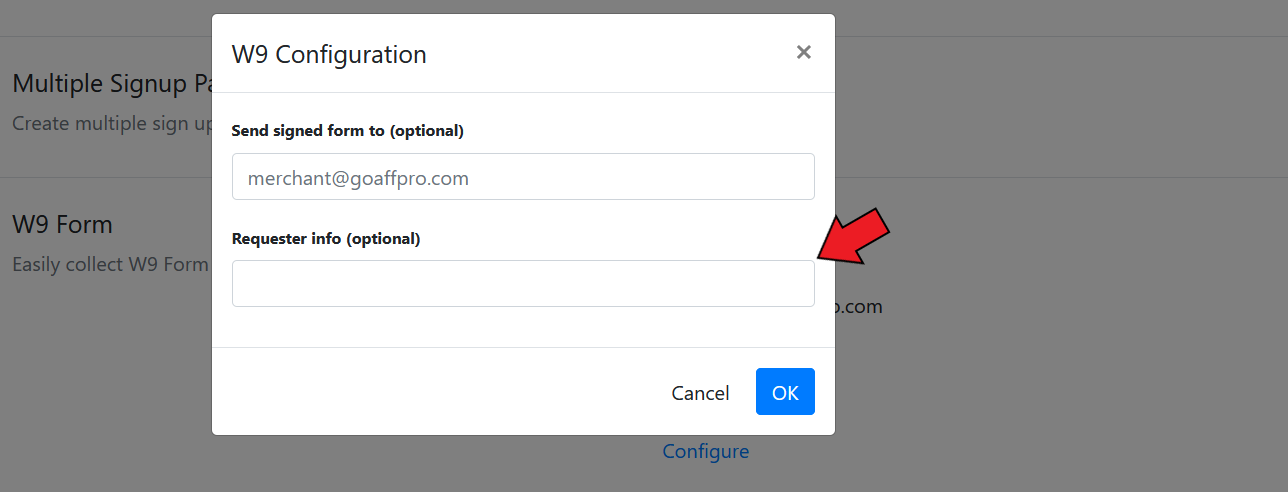 W9 Configuration
×
Multiple Signup Pa
Create multiple sign up
Send signed form to (optional)
merchant@goaffpro.com
W9 Form
Requester info (optional)
Easily collect W9 Form
.com
Cancel
OK
Configure